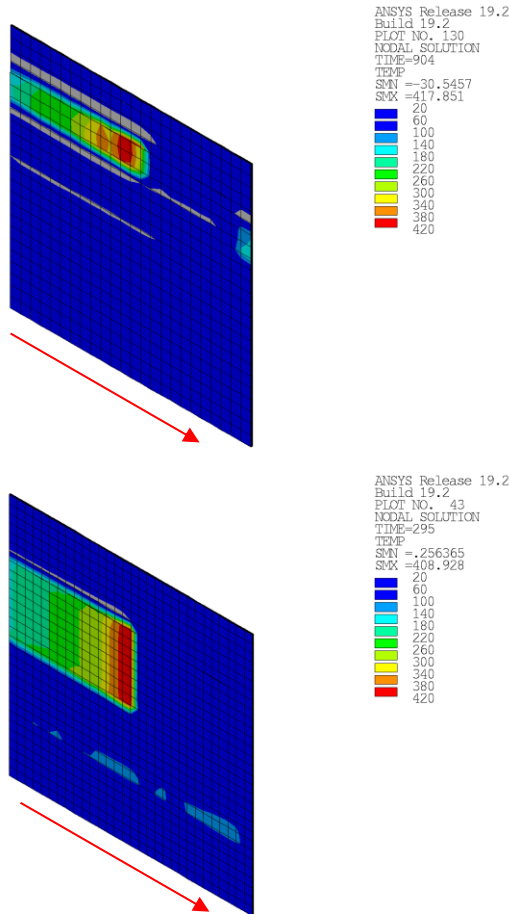 ANSYS Release 19.2
Build 19.2
PLOT NO. 130
NODAL SOLUTION
TIME=904
TEMP
SMN =-30.5457
SMX =417.851
20
60
100
140
180
220
260
300
340
380
420
ANSYS Release 19.2
Build 19.2
PLOT NO. 43
NODAL SOLUTION
TIME=295
TEMP
SMN =.256365
SMX =408.928
20
60
100
140
180
220
260
300
340
380
420